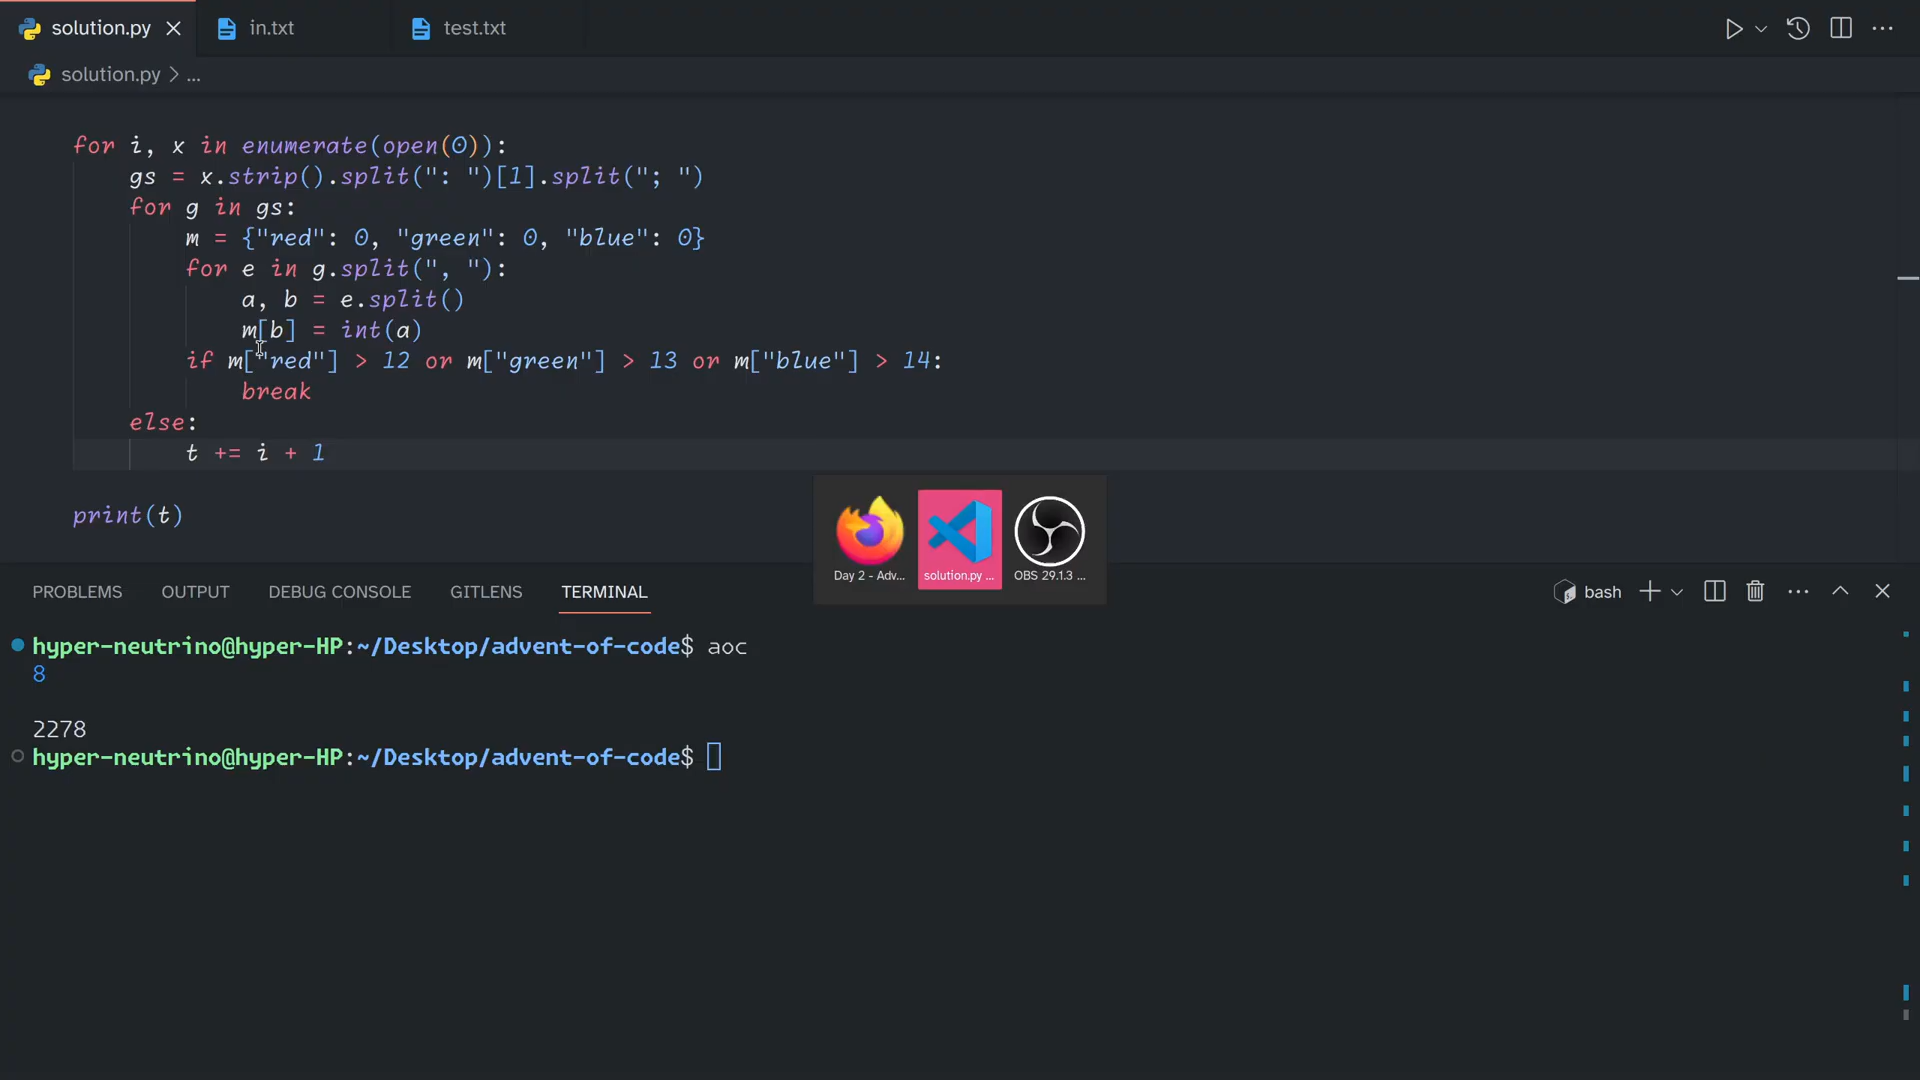 solution.py
in.txt
test.txt
solution.py > ...
for i, x in enumerate(open(0)):
    gs = x.strip().split(": ")[1].split("; ")
    for g in gs:
        m = {"red": 0, "green": 0, "blue": 0}
        for e in g.split(", "):
            a, b = e.split()
            m[b] = int(a)
        if m["red"] > 12 or m["green"] > 13 or m["blue"] > 14:
            break
    else:
        t += i + 1
print(t)
Day 2 - Adv...
solution.py ...
OBS 29.1.3 ...
PROBLEMS
OUTPUT
DEBUG CONSOLE
GITLENS
TERMINAL
bash
hyper-neutrino@hyper-HP:~/Desktop/advent-of-code$ aoc
8
2278
hyper-neutrino@hyper-HP:~/Desktop/advent-of-code$